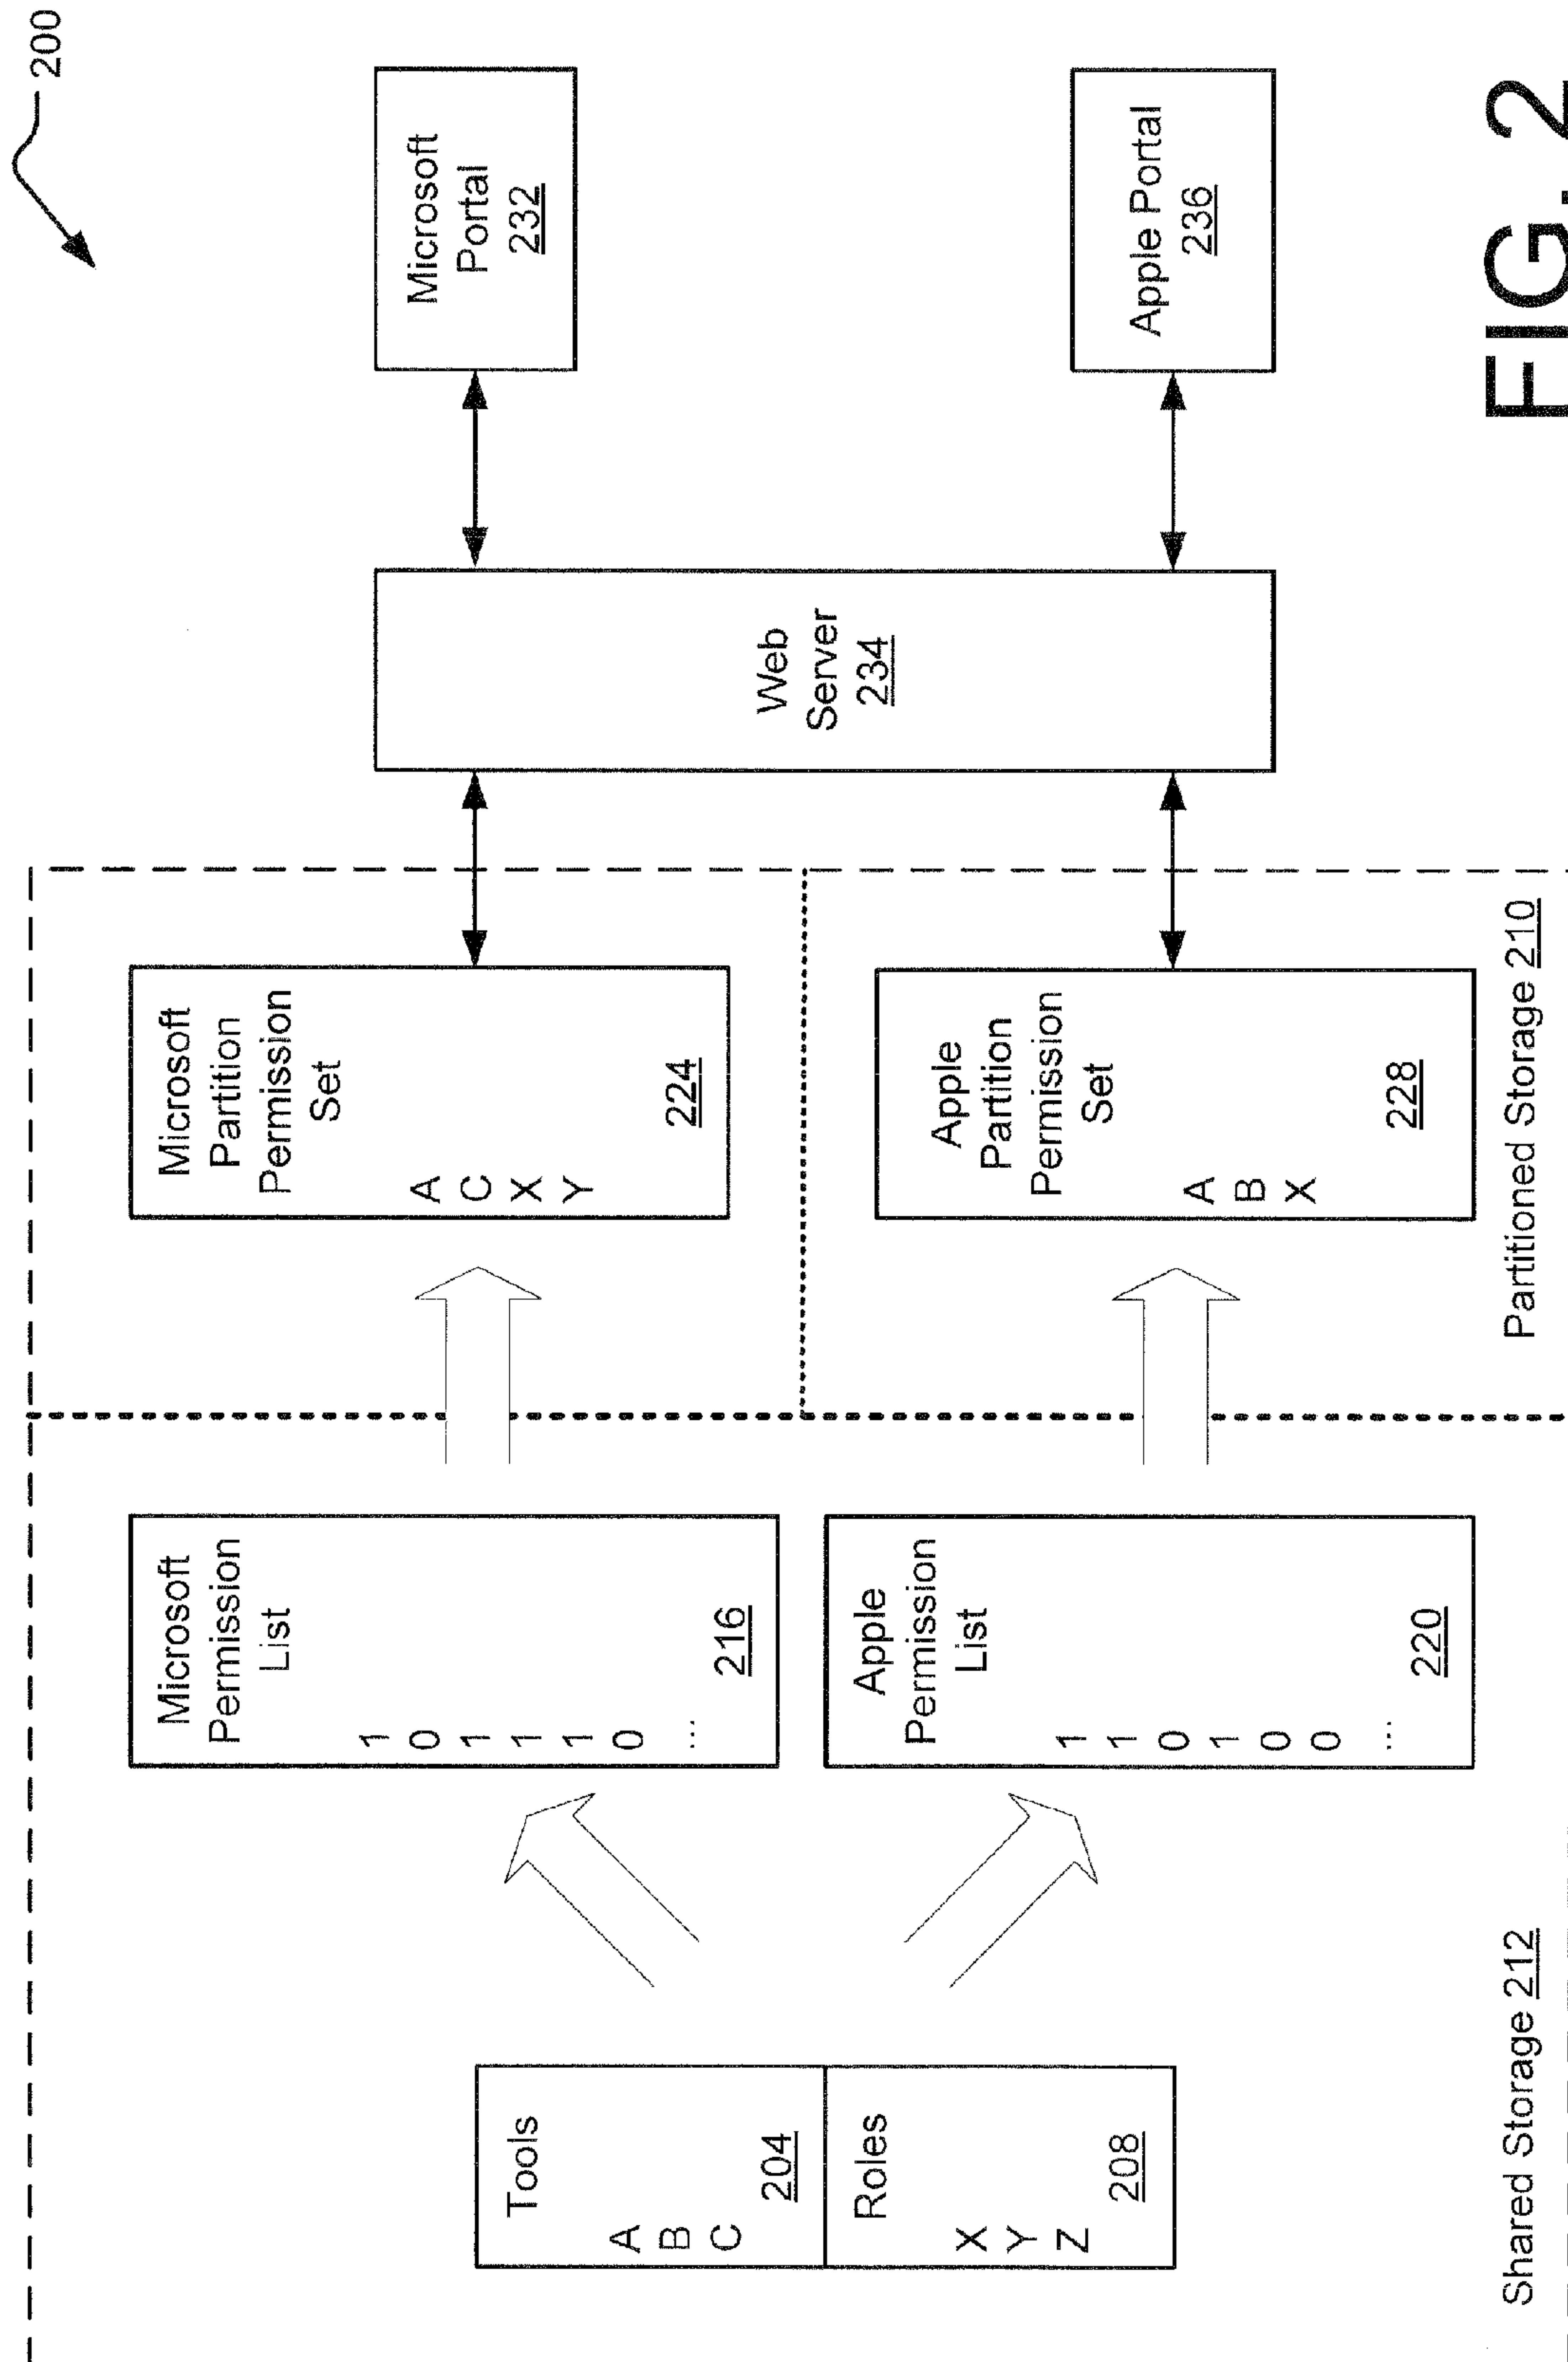 200
Tools
A
B
C
204
Roles
X
Y
Z
208
Shared Storage 212
Microsoft
Permission
List
1
0
1
1
1
0
...
216
Apple
Permission
List
1
1
0
1
0
0
...
220
Microsoft
Partition
Permission
Set
A
C
X
Y
224
Apple
Partition
Permission
Set
A
B
X
228
Partitioned Storage 210
Web
Server
234
Microsoft
Portal
232
Apple Portal
236
FIG. 2